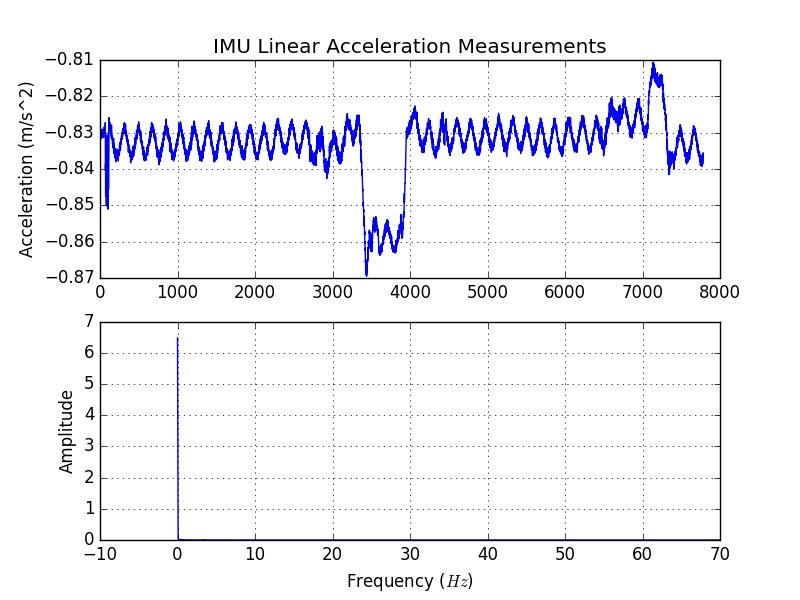 IMU Linear Acceleration Measurements
Acceleration (m/s^2)
−0.81
−0.82
−0.83
−0.84
−0.85
−0.86
−0.87
0 1000 2000 3000 4000 5000 6000 7000 8000
Amplitude
7
6
5
4
3
2
1
0
−10 0 10 20 30 40 50 60 70
Frequency (Hz)